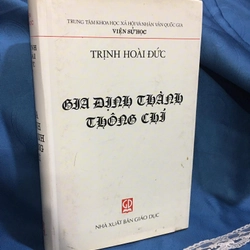 TRUNG TÂM KHOA HỌC XÃ HỘI VÀ NHÂN VĂN QUỐC GIA
VIỆN SỬ HỌC
TRỊNH HOÀI ĐỨC
GIA ĐỊNH THÀNH
THÔNG CHÍ
NHÀ XUẤT BẢN GIÁO DỤC